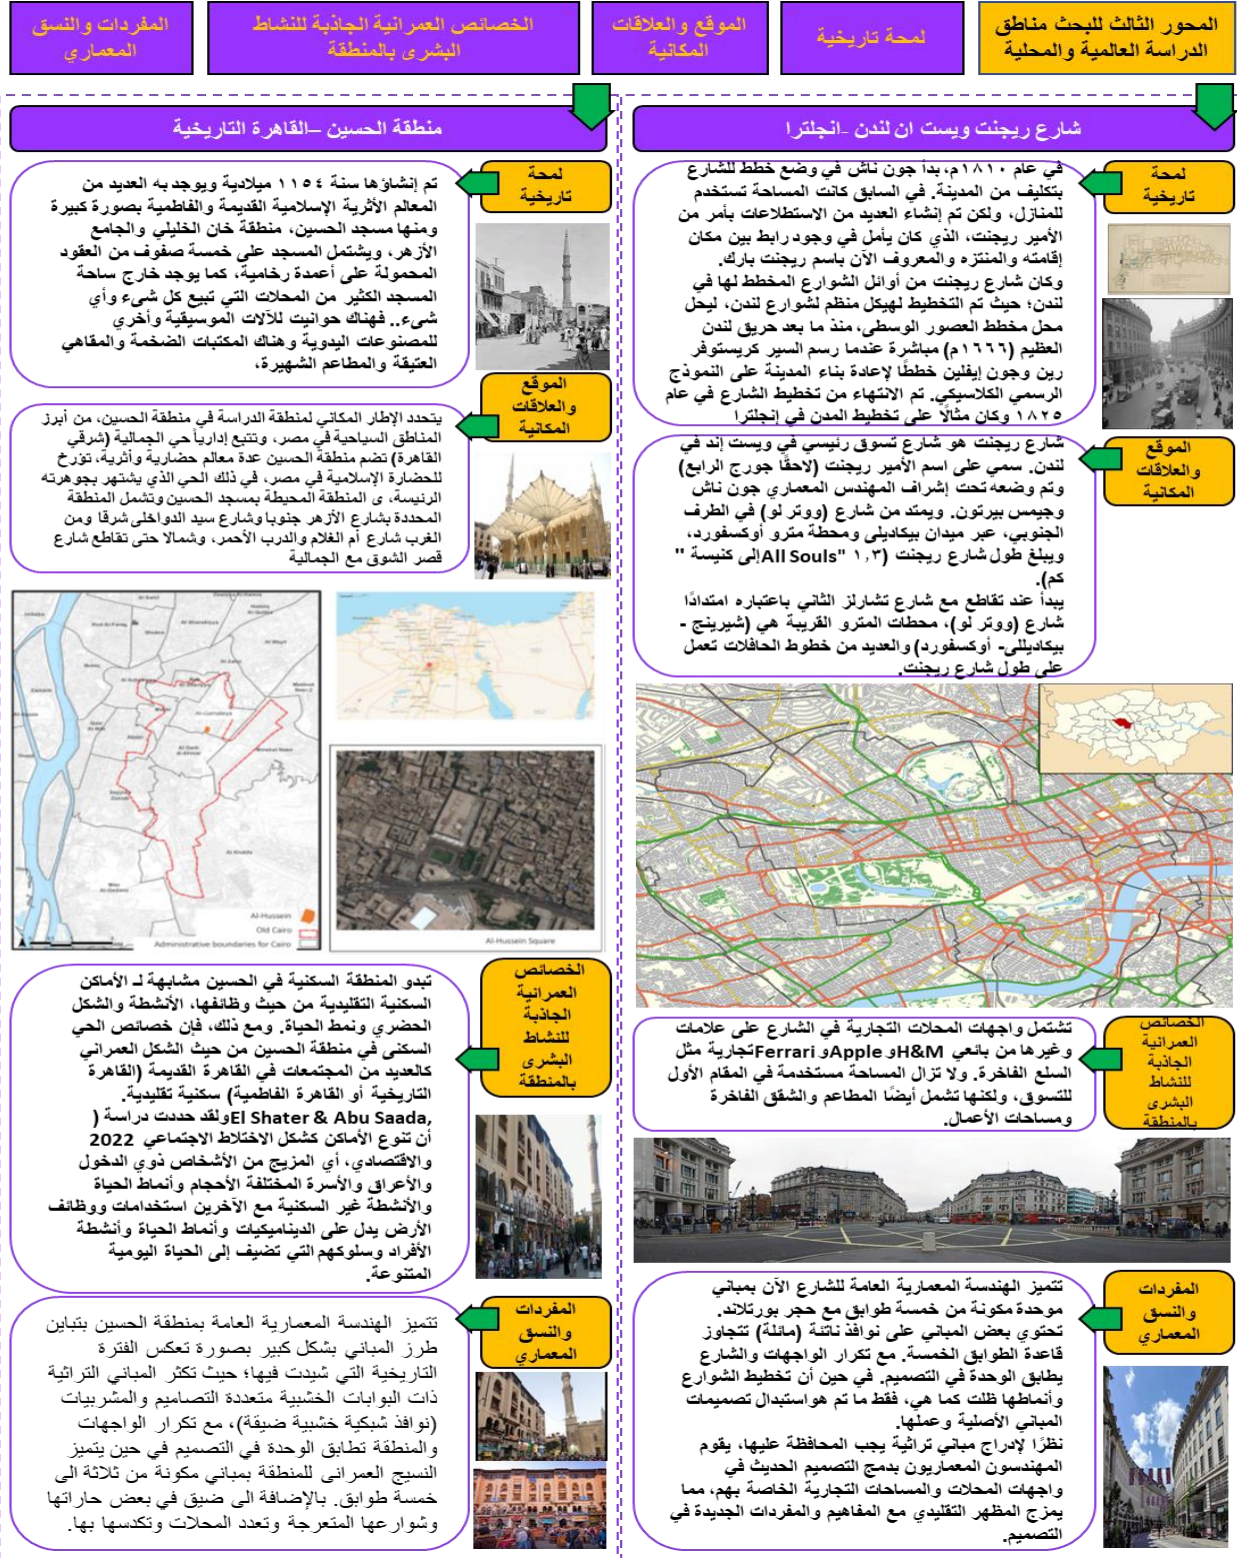 المحور الثالث للبحث مناطق
الدراسة العالمية والمحلية
لمحة تاريخية
الموقع والعلاقات
المكانية
الخصائص العمرانية الجاذبة للنشاط
البشرى بالمنطقة
المفردات والنسق
المعماري
شارع ريجنت ويست ان لندن -انجلترا
لمحة
تاريخية
في عام ١٨١٠م، بدأ جون ناش في وضع خطط للشارع
بتكليف من المدينة. في السابق كانت المساحة تستخدم
للمنازل، ولكن تم إنشاء العديد من الاستطلاعات بأمر من
الأمير ريجنت، الذي كان يأمل في وجود رابط بين مكان
إقامته والمنتزه والمعروف الآن باسم ريجنت بارك.
وكان شارع ريجنت من أوائل الشوارع المخطط لها في
لندن؛ حيث تم التخطيط لهيكل منظم لشوارع لندن، ليحل
محل مخطط العصور الوسطى، منذ ما بعد حريق لندن
العظيم (١٦٦٦م) مباشرة عندما رسم السير كريستوفر
رين وجون إيفلين خططًا لإعادة بناء المدينة على النموذج
الرسمي الكلاسيكي. تم الانتهاء من تخطيط الشارع في عام
١٨٢٥ وكان مثالًا على تخطيط المدن في إنجلترا
الموقع
والعلاقات
المكانية
شارع ريجنت هو شارع تسوق رئيسي في ويست إند في
لندن. سمي على اسم الأمير ريجنت (لاحقًا جورج الرابع)
وتم وضعه تحت إشراف المهندس المعماري جون ناش
وجيمس بيرتون. ويمتد من شارع (ووتر لو) في الطرف
الجنوبي، عبر ميدان بيكاديلى ومحطة مترو أوكسفورد،
ويبلغ طول شارع ريجنت (١,٣ "All Souls إلى كنيسة "
كم).
يبدأ عند تقاطع مع شارع تشارلز الثاني باعتباره امتدادًا
شارع (ووتر لو)، محطات المترو القريبة هي (شيرينج -
بيكاديللى- أوكسفورد) والعديد من خطوط الحافلات تعمل
على طول شارع ريجنت.
الخصائص
العمرانية
الجاذبة
للنشاط
البشرى
بالمنطقة
تشتمل واجهات المحلات التجارية في الشارع على علامات
وغيرها من بائعي H&M و Apple و Ferrari تجارية مثل
السلع الفاخرة. ولا تزال المساحة مستخدمة في المقام الأول
للتسوق، ولكنها تشمل أيضًا المطاعم والشقق الفاخرة
ومساحات الأعمال.
المفردات
والنسق
المعماري
تتميز الهندسة المعمارية العامة للشارع الآن بمباني
موحدة مكونة من خمسة طوابق مع حجر بورتلاند.
تحتوي بعض المباني على نوافذ ناتئة (مائلة) تتجاوز
قاعدة الطوابق الخمسة. مع تكرار الواجهات والشارع
يطابق الوحدة في التصميم. في حين أن تخطيط الشوارع
وأنماطها ظلت كما هي، فقط ما تم هو استبدال تصميمات
المباني الأصلية وعملها.
نظرًا لإدراج مباني تراثية يجب المحافظة عليها، يقوم
المهندسون المعماريون بدمج التصميم الحديث في
واجهات المحلات والمساحات التجارية الخاصة بهم، مما
يمزج المظهر التقليدي مع المفاهيم والمفردات الجديدة في
التصميم.
منطقة الحسين –القاهرة التاريخية
لمحة
تاريخية
تم إنشاؤها سنة ١١٥٤ ميلادية ويوجد به العديد من
المعالم الأثرية الإسلامية القديمة والفاطمية بصورة كبيرة
ومنها مسجد الحسين، منطقة خان الخليلي والجامع
الأزهر، ويشتمل المسجد على خمسة صفوف من العقود
المحمولة على أعمدة رخامية، كما يوجد خارج ساحة
المسجد الكثير من المحلات التي تبيع كل شيء وأي
شيء.. فهناك حوانيت للآلات الموسيقية وأخري
للمصنوعات اليدوية وهناك المكتبات الضخمة والمقاهي
العتيقة والمطاعم الشهيرة،
الموقع
والعلاقات
المكانية
يتحدد الإطار المكاني لمنطقة الدراسة في منطقة الحسين، من أبرز
المناطق السياحية في مصر، وتتبع إدارياً حي الجمالية (شرقي
القاهرة) تضم منطقة الحسين عدة معالم حضارية وأثرية، تؤرخ
للحضارة الإسلامية في مصر، في ذلك الحي الذي يشتهر بجوهرته
الرئيسة، ى المنطقة المحيطة بمسجد الحسين وتشمل المنطقة
المحددة بشارع الأزهر جنوبا وشارع سيد الدواخلى شرقا ومن
الغرب شارع أم الغلام والدرب الأحمر، وشمالا حتى تقاطع شارع
قصر الشوق مع الجمالية
Al-Hussein
Old Cairo
Administrative boundaries for Cairo
Al-Hussein Square
الخصائص
العمرانية
الجاذبة
للنشاط
البشرى
بالمنطقة
تبدو المنطقة السكنية في الحسين مشابهة لـ الأماكن
السكنية التقليدية من حيث وظائفها، الأنشطة والشكل
الحضري ونمط الحياة. ومع ذلك، فإن خصائص الحي
السكنى في منطقة الحسين من حيث الشكل العمراني
كالعديد من المجتمعات في القاهرة القديمة (القاهرة
التاريخية أو القاهرة الفاطمية) سكنية تقليدية.
El Shater & Abu Saada, ولقد حددت دراسة (
أن تنوع الأماكن كشكل الاختلاط الاجتماعي 2022
والاقتصادي، أي المزيج من الأشخاص ذوي الدخول
والأعراق والأسرة المختلفة الأحجام وأنماط الحياة
والأنشطة غير السكنية مع الآخرين استخدامات ووظائف
الأرض يدل على الديناميكيات وأنماط الحياة وأنشطة
الأفراد وسلوكهم التي تضيف إلى الحياة اليومية
المتنوعة.
المفردات
والنسق
المعماري
تتميز الهندسة المعمارية العامة بمنطقة الحسين بتباين
طرز المباني بشكل كبير بصورة تعكس الفترة
التاريخية التي شيدت فيها؛ حيث تكثر المباني التراثية
ذات البوابات الخشبية متعددة التصاميم والمشربيات
(نوافذ شبكية خشبية ضيقة)، مع تكرار الواجهات
والمنطقة تطابق الوحدة في التصميم في حين يتميز
النسيج العمرانى للمنطقة بمباني مكونة من ثلاثة الى
خمسة طوابق. بالإضافة الى ضيق في بعض حاراتها
وشوارعها المتعرجة وتعدد المحلات وتكدسها بها.